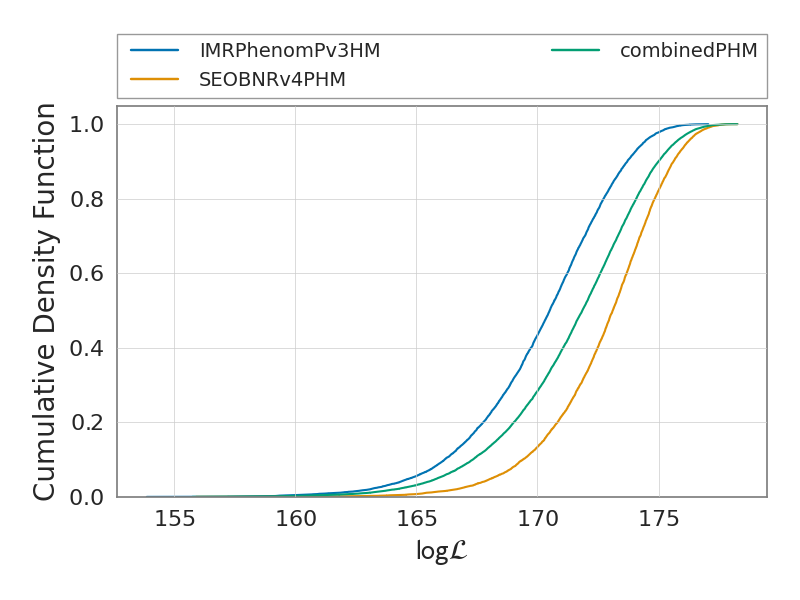 IMRPhenomPv3HM
SEOBNRv4PHM
combinedPHM
Cumulative Density Function
1.0
0.8
0.6
0.4
0.2
0.0
155 160 165 170 175
logℒ